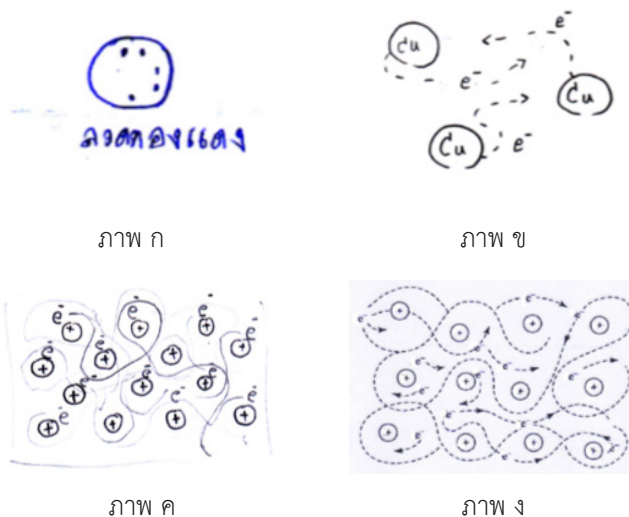 e⁻
Cu
e⁻
Cu
Cu
e⁻
ลวดทองแดง
ภาพ ก
ภาพ ข
e⁻ e⁻ e⁻
+ + +
e⁻ e⁻
+ + + +
e⁻ e⁻ e⁻
+ + +
e⁻ e⁻ e⁻
+ + + +
e⁻ e⁻
+ + + +
e⁻ e⁻ e⁻ e⁻
+ + + +
e⁻ e⁻ e⁻
+ + + +
e⁻ e⁻
ภาพ ค
ภาพ ง